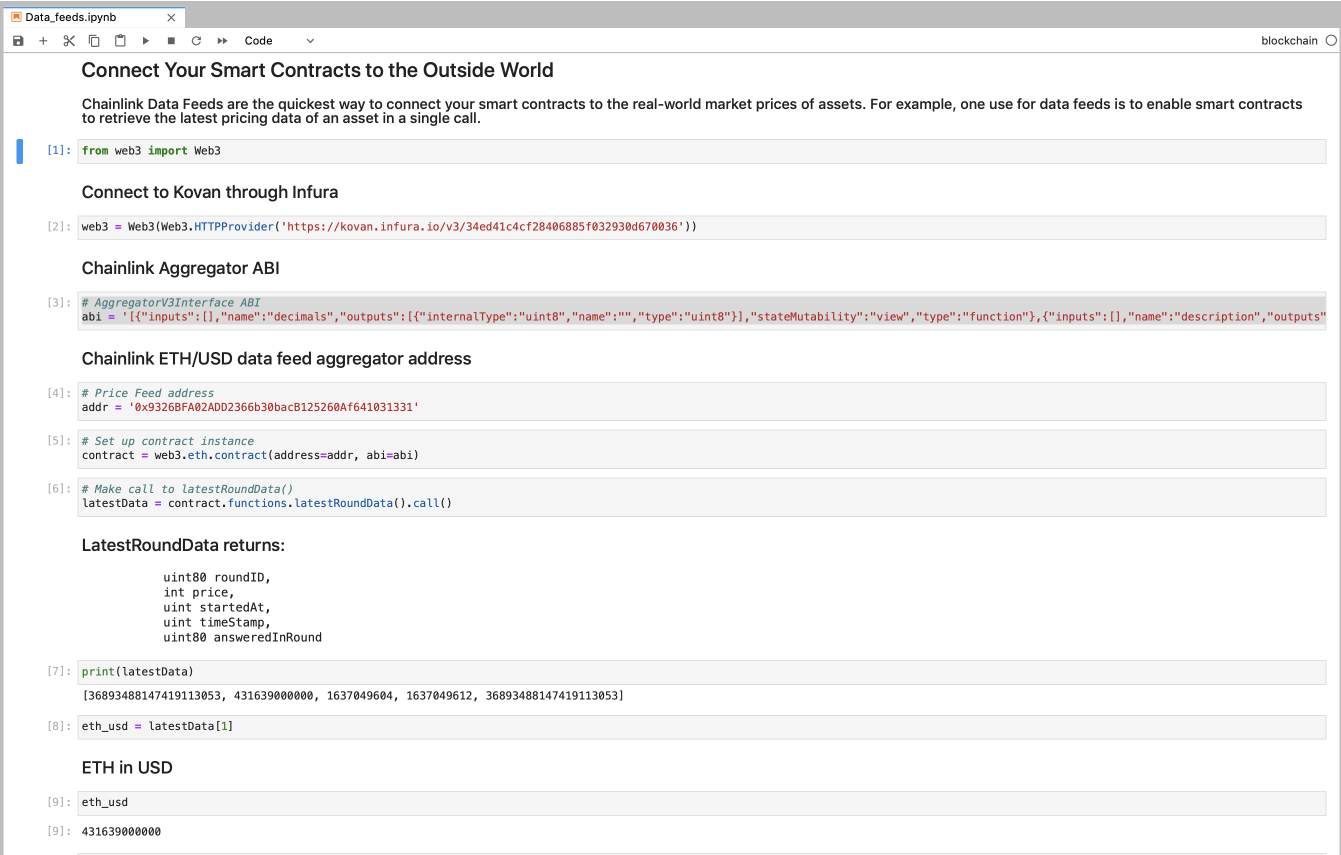 Data_feeds.ipynb
Code
blockchain
Connect Your Smart Contracts to the Outside World
Chainlink Data Feeds are the quickest way to connect your smart contracts to the real-world market prices of assets. For example, one use for data feeds is to enable smart contracts
to retrieve the latest pricing data of an asset in a single call.
[1]: from web3 import Web3
Connect to Kovan through Infura
[2]: web3 = Web3(Web3.HTTPProvider('https://kovan.infura.io/v3/34ed41c4cf28406885f032930d670036'))
Chainlink Aggregator ABI
[3]: # AggregatorV3Interface ABI
abi = '[{"inputs":[],"name":"decimals","outputs":[{"internalType":"uint8","name":"","type":"uint8"}],"stateMutability":"view","type":"function"},{"inputs":[],"name":"description","outputs"
Chainlink ETH/USD data feed aggregator address
[4]: # Price Feed address
addr = '0x9326BFA02ADD2366b30bacB125260Af641031331'
[5]: # Set up contract instance
contract = web3.eth.contract(address=addr, abi=abi)
[6]: # Make call to latestRoundData()
latestData = contract.functions.latestRoundData().call()
LatestRoundData returns:
uint80 roundID,
int price,
uint startedAt,
uint timeStamp,
uint80 answeredInRound
[7]: print(latestData)
[36893488147419113053, 431639000000, 1637049604, 1637049612, 36893488147419113053]
[8]: eth_usd = latestData[1]
ETH in USD
[9]: eth_usd
[9]: 431639000000